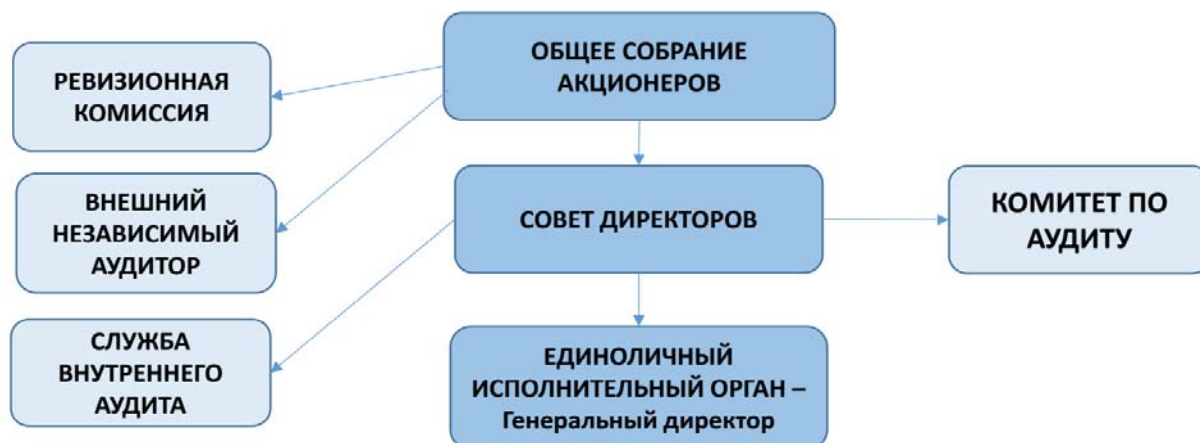 ОБЩЕЕ СОБРАНИЕ
АКЦИОНЕРОВ
РЕВИЗИОННАЯ
КОМИССИЯ
ВНЕШНИЙ
НЕЗАВИСИМЫЙ
АУДИТОР
СОВЕТ ДИРЕКТОРОВ
КОМИТЕТ ПО
АУДИТУ
СЛУЖБА
ВНУТРЕННЕГО
АУДИТА
ЕДИНОЛИЧНЫЙ
ИСПОЛНИТЕЛЬНЫЙ ОРГАН –
Генеральный директор